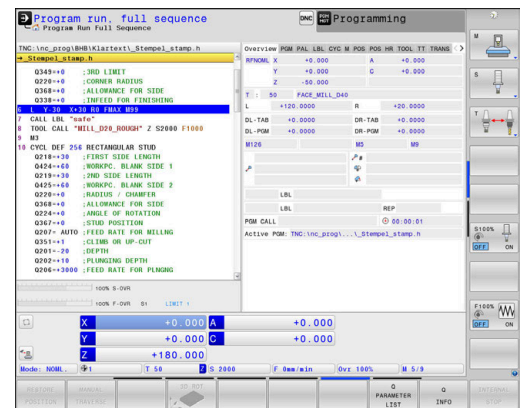 Program run, full sequence
Program Run Full Sequence
DNC
Programming
TNC:\nc_prog\BHB\Klartext\_Stempel_stamp.h
→_Stempel_stamp.h
Q349=+0 ;3RD LIMIT
Q220=+0 ;CORNER RADIUS
Q368=+0 ;ALLOWANCE FOR SIDE
Q338=+0 ;INFEED FOR FINISHING
6 L Y-30 X+30 R0 FMAX M99
7 CALL LBL "safe"
8 TOOL CALL "MILL_D20_ROUGH" Z S2000 F1000
9 M3
10 CYCL DEF 256 RECTANGULAR STUD
Q218=+30 ;FIRST SIDE LENGTH
Q424=+60 ;WORKPC. BLANK SIDE 1
Q219=+30 ;2ND SIDE LENGTH
Q425=+60 ;WORKPC. BLANK SIDE 2
Q220=+0 ;RADIUS / CHAMFER
Q368=+0 ;ALLOWANCE FOR SIDE
Q224=+0 ;ANGLE OF ROTATION
Q367=+0 ;STUD POSITION
Q207= AUTO ;FEED RATE FOR MILLNG
Q351=+1 ;CLIMB OR UP-CUT
Q201=-20 ;DEPTH
Q202=+10 ;PLUNGING DEPTH
Q206=+3000 ;FEED RATE FOR PLNGNG
100% S-OVR
100% F-OVR S1 LIMIT 1
Overview PGM PAL LBL CYC M POS POS HR TOOL TT TRANS
RFNOML X +0.000 A +0.000
Y +0.000 C +0.000
Z -50.000
T : 50 FACE_MILL_D40
L +120.0000 R +20.0000
DL-TAB +0.0000 DR-TAB +0.0000
DL-PGM +0.0000 DR-PGM +0.0000
M126 M5 M9
LBL
LBL REP
PGM CALL 00:00:01
Active PGM: TNC:\nc_prog\...\_Stempel_stamp.h
X +0.000 A +0.000
Y +0.000 C +0.000
Z +180.000
Mode: NOML. 1 T 50 Z S 2000 F 0mm/min Ovr 100% M 5/9
M
S
T
S100%
OFF ON
F100%
OFF ON
RESTORE POSITION
MANUAL TRAVERSE
3D ROT
Q PARAMETER LIST
Q INFO
INTERNAL STOP